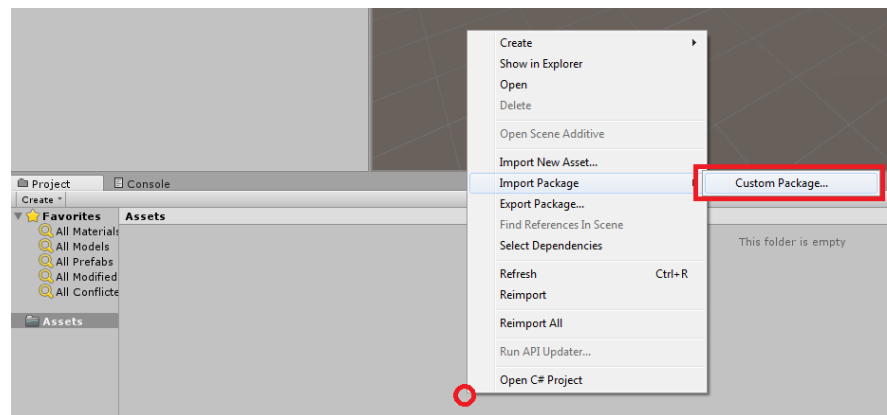 Create
Show in Explorer
Open
Delete
Open Scene Additive
Import New Asset...
Import Package
Custom Package...
Export Package...
Find References In Scene
Select Dependencies
Refresh Ctrl+R
Reimport
Reimport All
Run API Updater...
Open C# Project
Project Console
Create
Favorites
All Materials
All Models
All Prefabs
All Modified
All Conflicte
Assets
Assets
This folder is empty